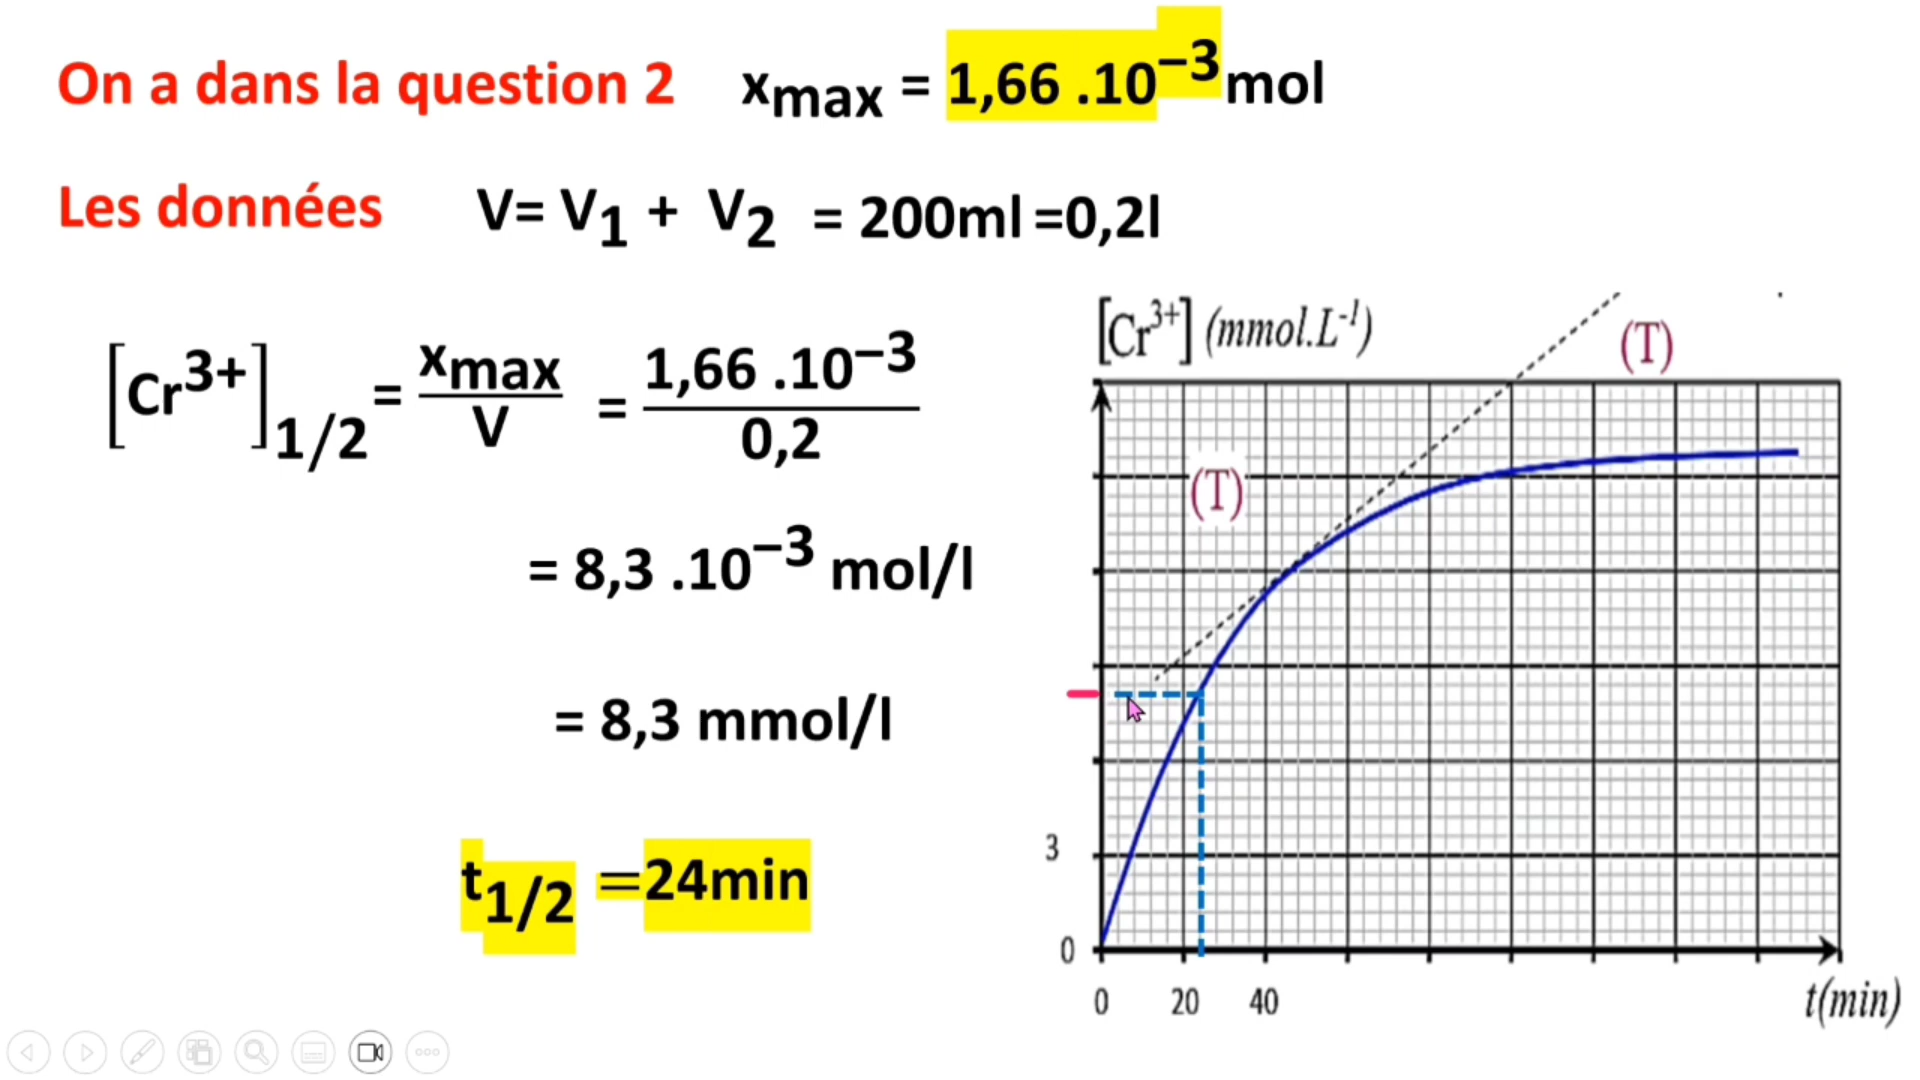 On a dans la question 2 xmax = 1,66 .10−3 mol
Les données V= V1 + V2 = 200ml =0,2l
[Cr3+]1/2 = xmax / V = 1,66 .10−3 / 0,2
= 8,3 .10−3 mol/l
= 8,3 mmol/l
t1/2 =24min
[Cr3+] (mmol.L-1)
(T)
(T)
3
0
0 20 40 t(min)